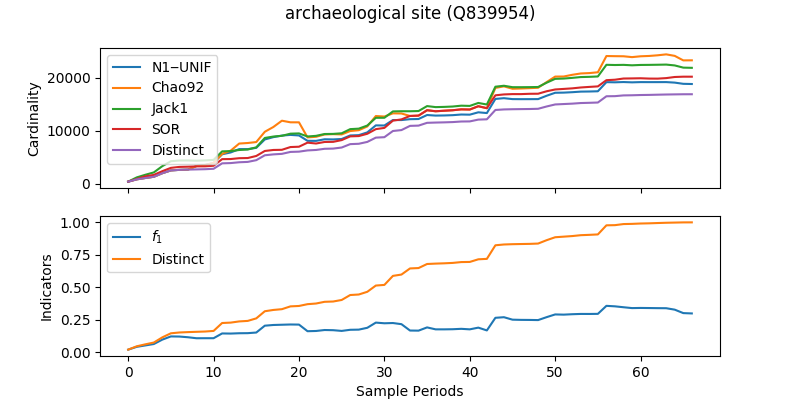 archaeological site (Q839954)
Cardinality
20000
10000
0
N1−UNIF
Chao92
Jack1
SOR
Distinct
Indicators
1.00
0.75
0.50
0.25
0.00
f1
Distinct
0 10 20 30 40 50 60
Sample Periods